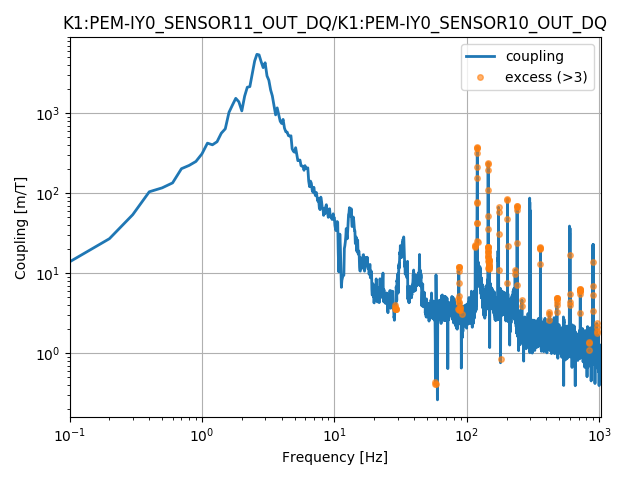 K1:PEM-IY0_SENSOR11_OUT_DQ/K1:PEM-IY0_SENSOR10_OUT_DQ
coupling
excess (>3)
10³
10²
10¹
10⁰
Coupling [m/T]
10⁻¹ 10⁰ 10¹ 10² 10³
Frequency [Hz]